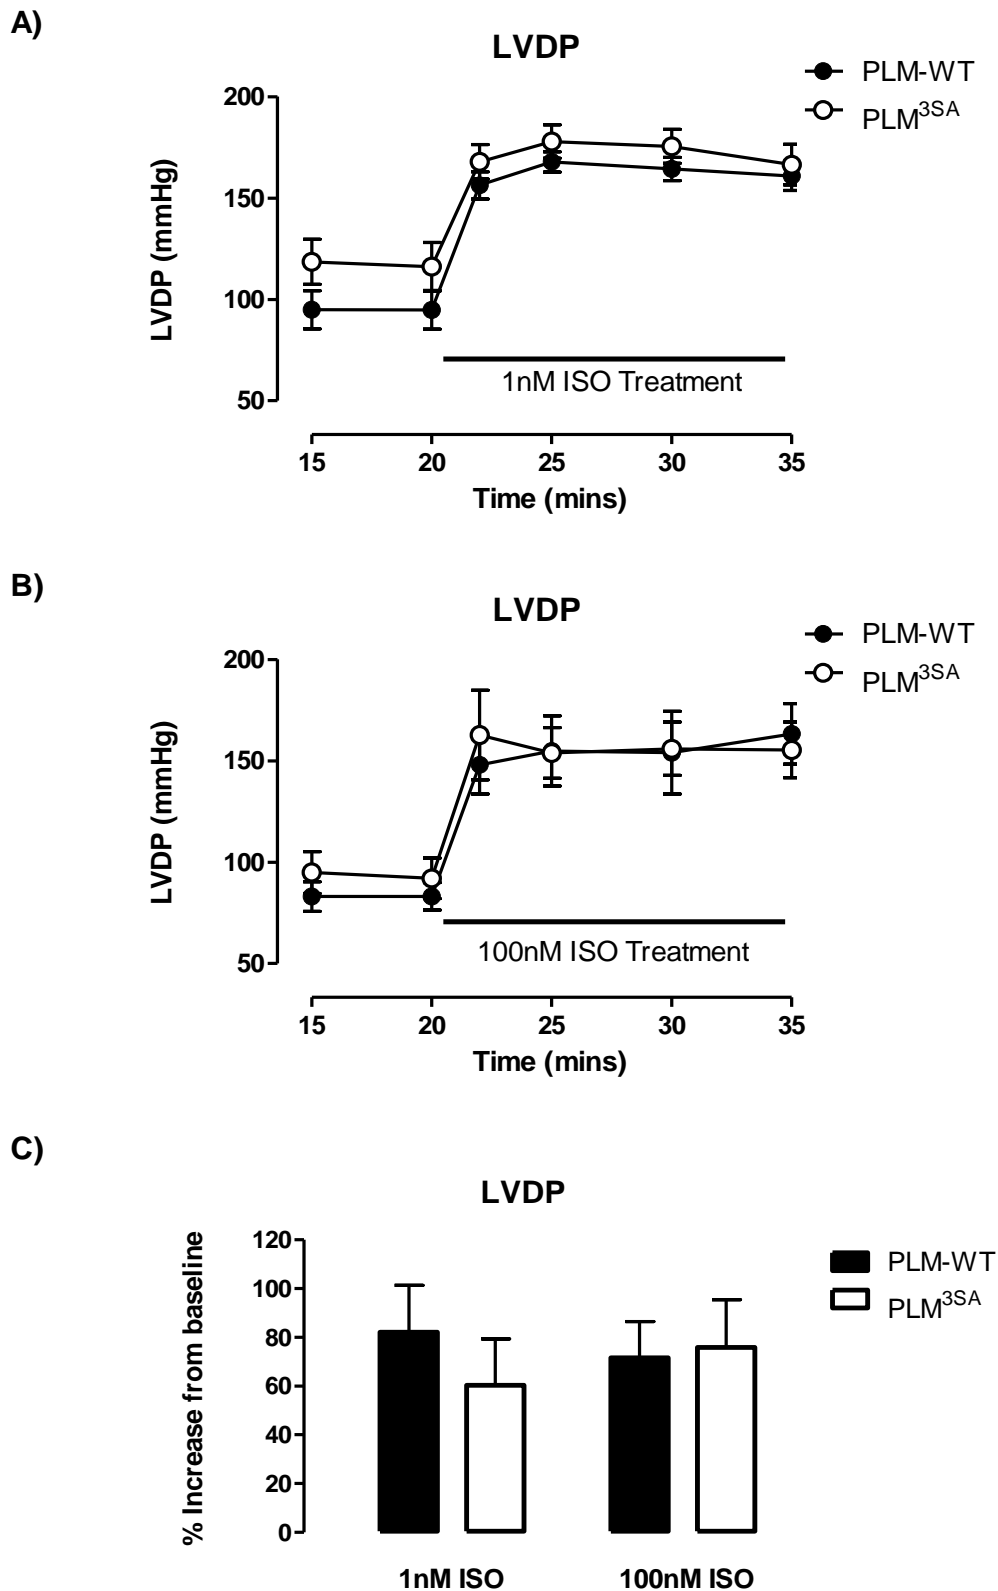 A)
LVDP
PLM-WT
PLM3SA
LVDP (mmHg)
200
150
100
50
1nM ISO Treatment
15 20 25 30 35
Time (mins)
B)
LVDP
PLM-WT
PLM3SA
LVDP (mmHg)
200
150
100
50
100nM ISO Treatment
15 20 25 30 35
Time (mins)
C)
LVDP
PLM-WT
PLM3SA
% Increase from baseline
120
100
80
60
40
20
0
1nM ISO 100nM ISO